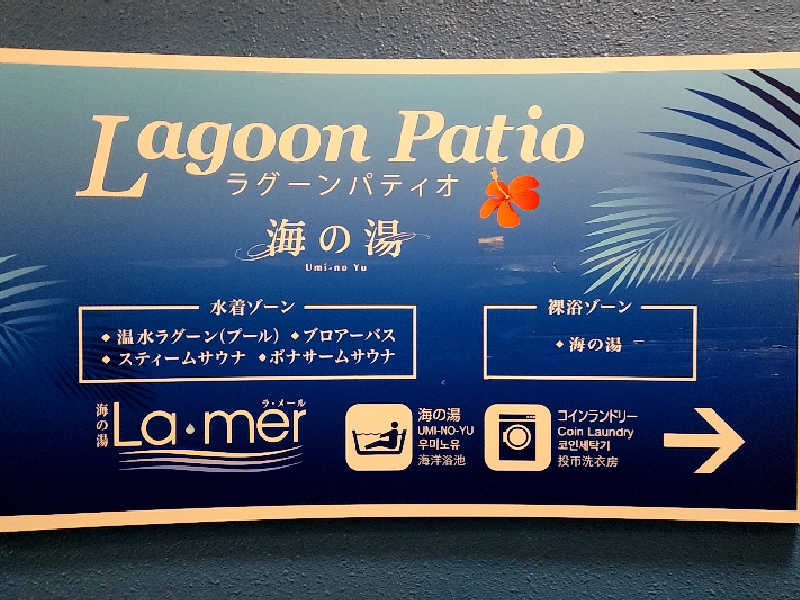 Lagoon Patio
ラグーンパティオ
海の湯
Umi-no Yu
水着ゾーン
温水ラグーン(プール) ブロアーバス
スティームサウナ ボナサームサウナ
裸浴ゾーン
海の湯
海の湯
ラ・メール
La・mer
海の湯
UMI-NO-YU
우미노유
海洋浴池
コインランドリー
Coin Laundry
코인세탁기
投币洗衣房